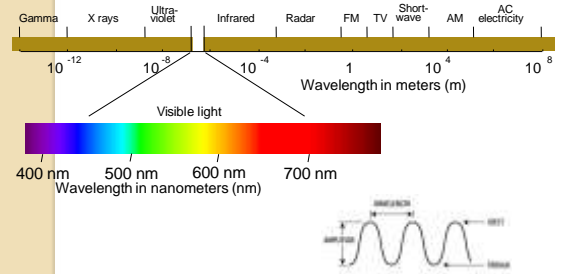 Gamma X rays Ultra-violet Infrared Radar FM TV Short-wave AM AC electricity
10 -12 10 -8 10 -4 1 10 4 10 8
Wavelength in meters (m)
Visible light
400 nm 500 nm 600 nm 700 nm
Wavelength in nanometers (nm)
WAVELENGTH
AMPLITUDE